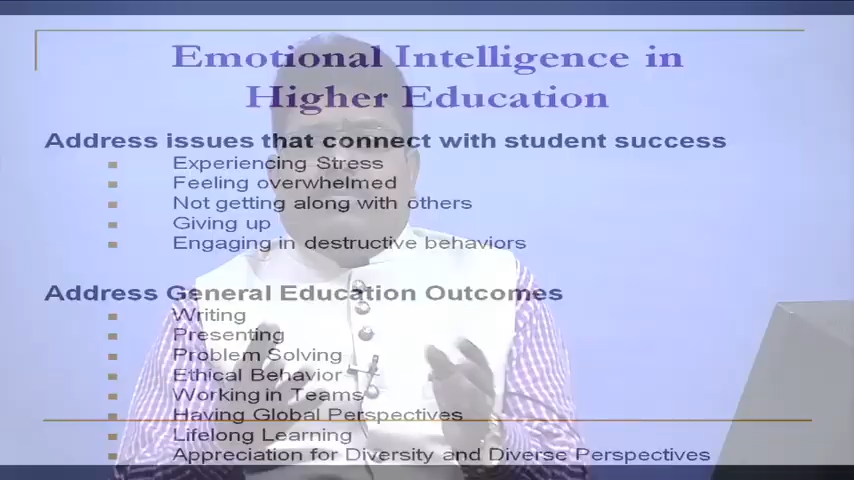 Emotional Intelligence in
Higher Education
Address issues that connect with student success
Experiencing Stress
Feeling overwhelmed
Not getting along with others
Giving up
Engaging in destructive behaviors
Address General Education Outcomes
Writing
Presenting
Problem Solving
Ethical Behavior
Working in Teams
Having Global Perspectives
Lifelong Learning
Appreciation for Diversity and Diverse Perspectives